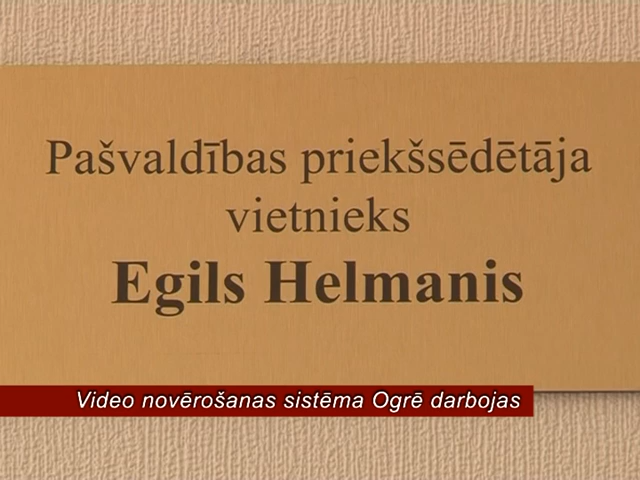 Pašvaldības priekšsēdētāja
vietnieks
Egils Helmanis
Video novērošanas sistēma Ogrē darbojas